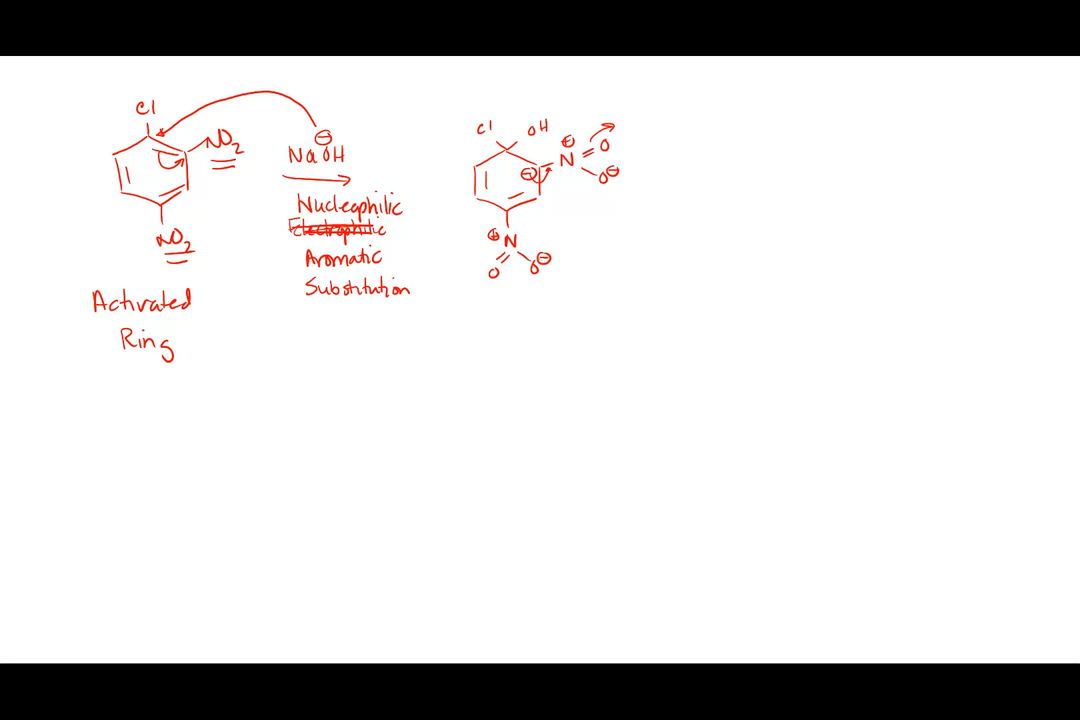 Cl
NO2
⊖
NaOH
Nucleophilic
Electrophilic
Aromatic
Substitution
NO2
Activated
Ring
Cl
OH
⊕
N
O
⊖
O⊖
⊕
N
O
O⊖